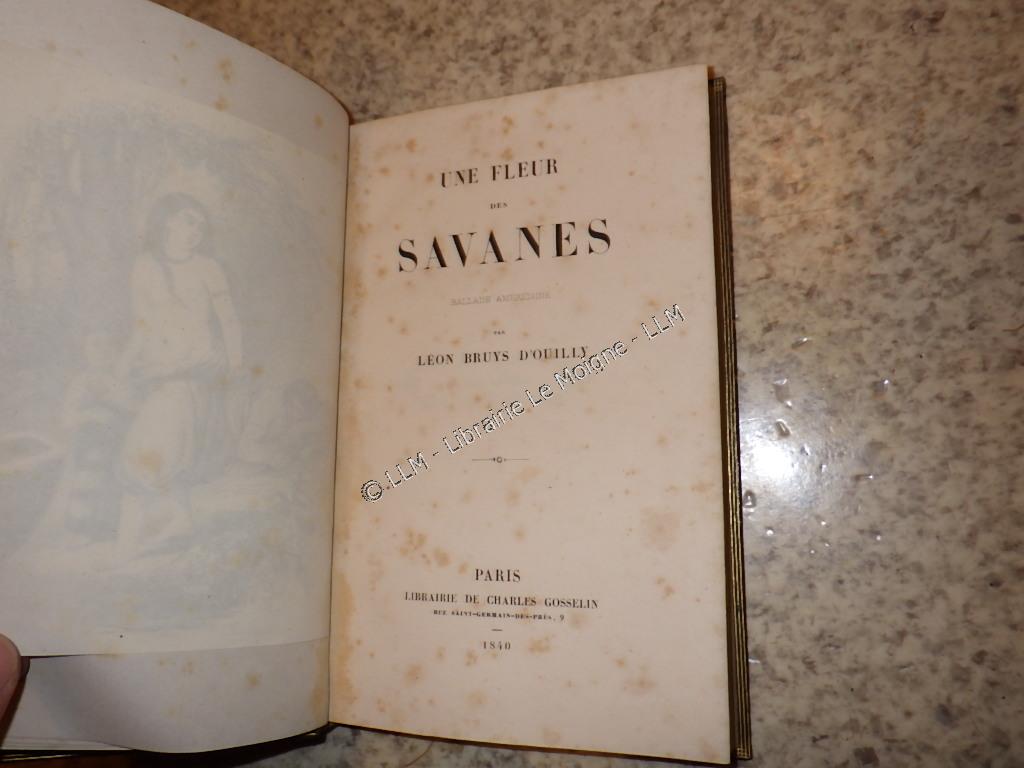 UNE FLEUR
DES
SAVANES
BALLADE AMÉRICAINE
PAR
LÉON BRUYS D'OUILLY
© LLM - Librairie Le Moigne - LLM
PARIS
LIBRAIRIE DE CHARLES GOSSELIN
RUE SAINT-GERMAIN-DES-PRÉS, 9
1840